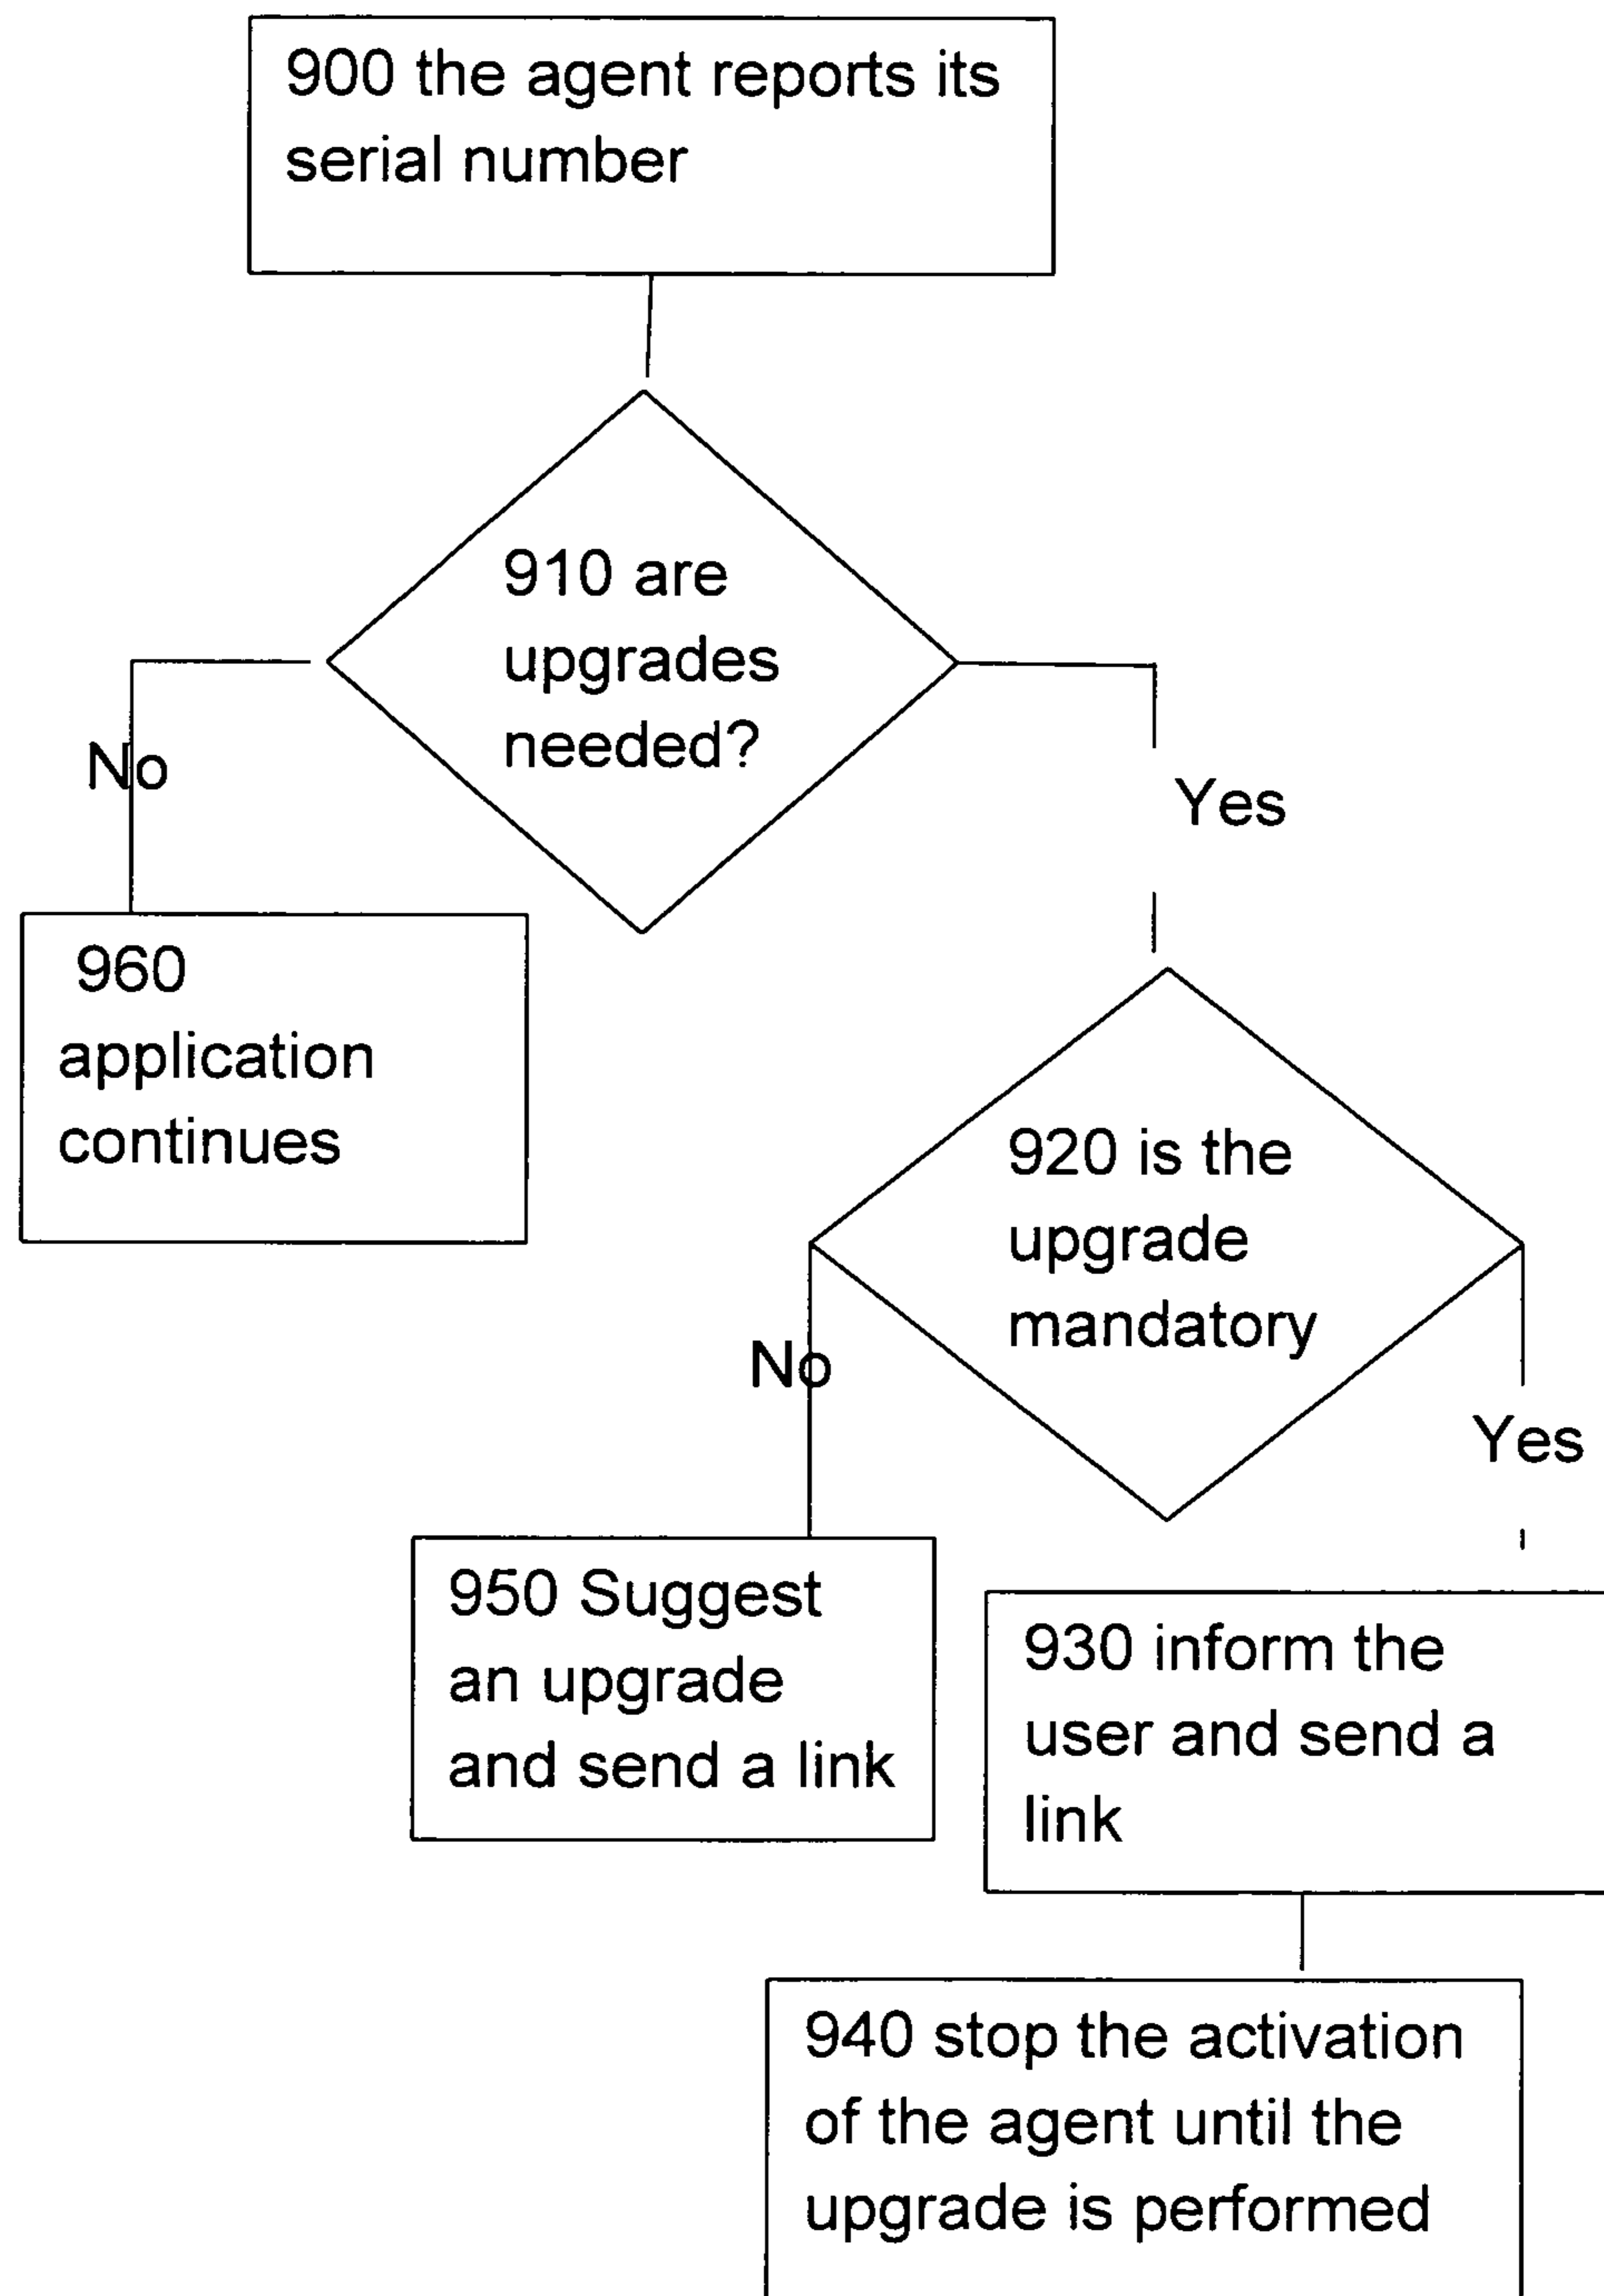 900 the agent reports its
serial number
910 are
upgrades
needed?
No
Yes
960
application
continues
920 is the
upgrade
mandatory
No
Yes
950 Suggest
an upgrade
and send a link
930 inform the
user and send a
link
940 stop the activation
of the agent until the
upgrade is performed